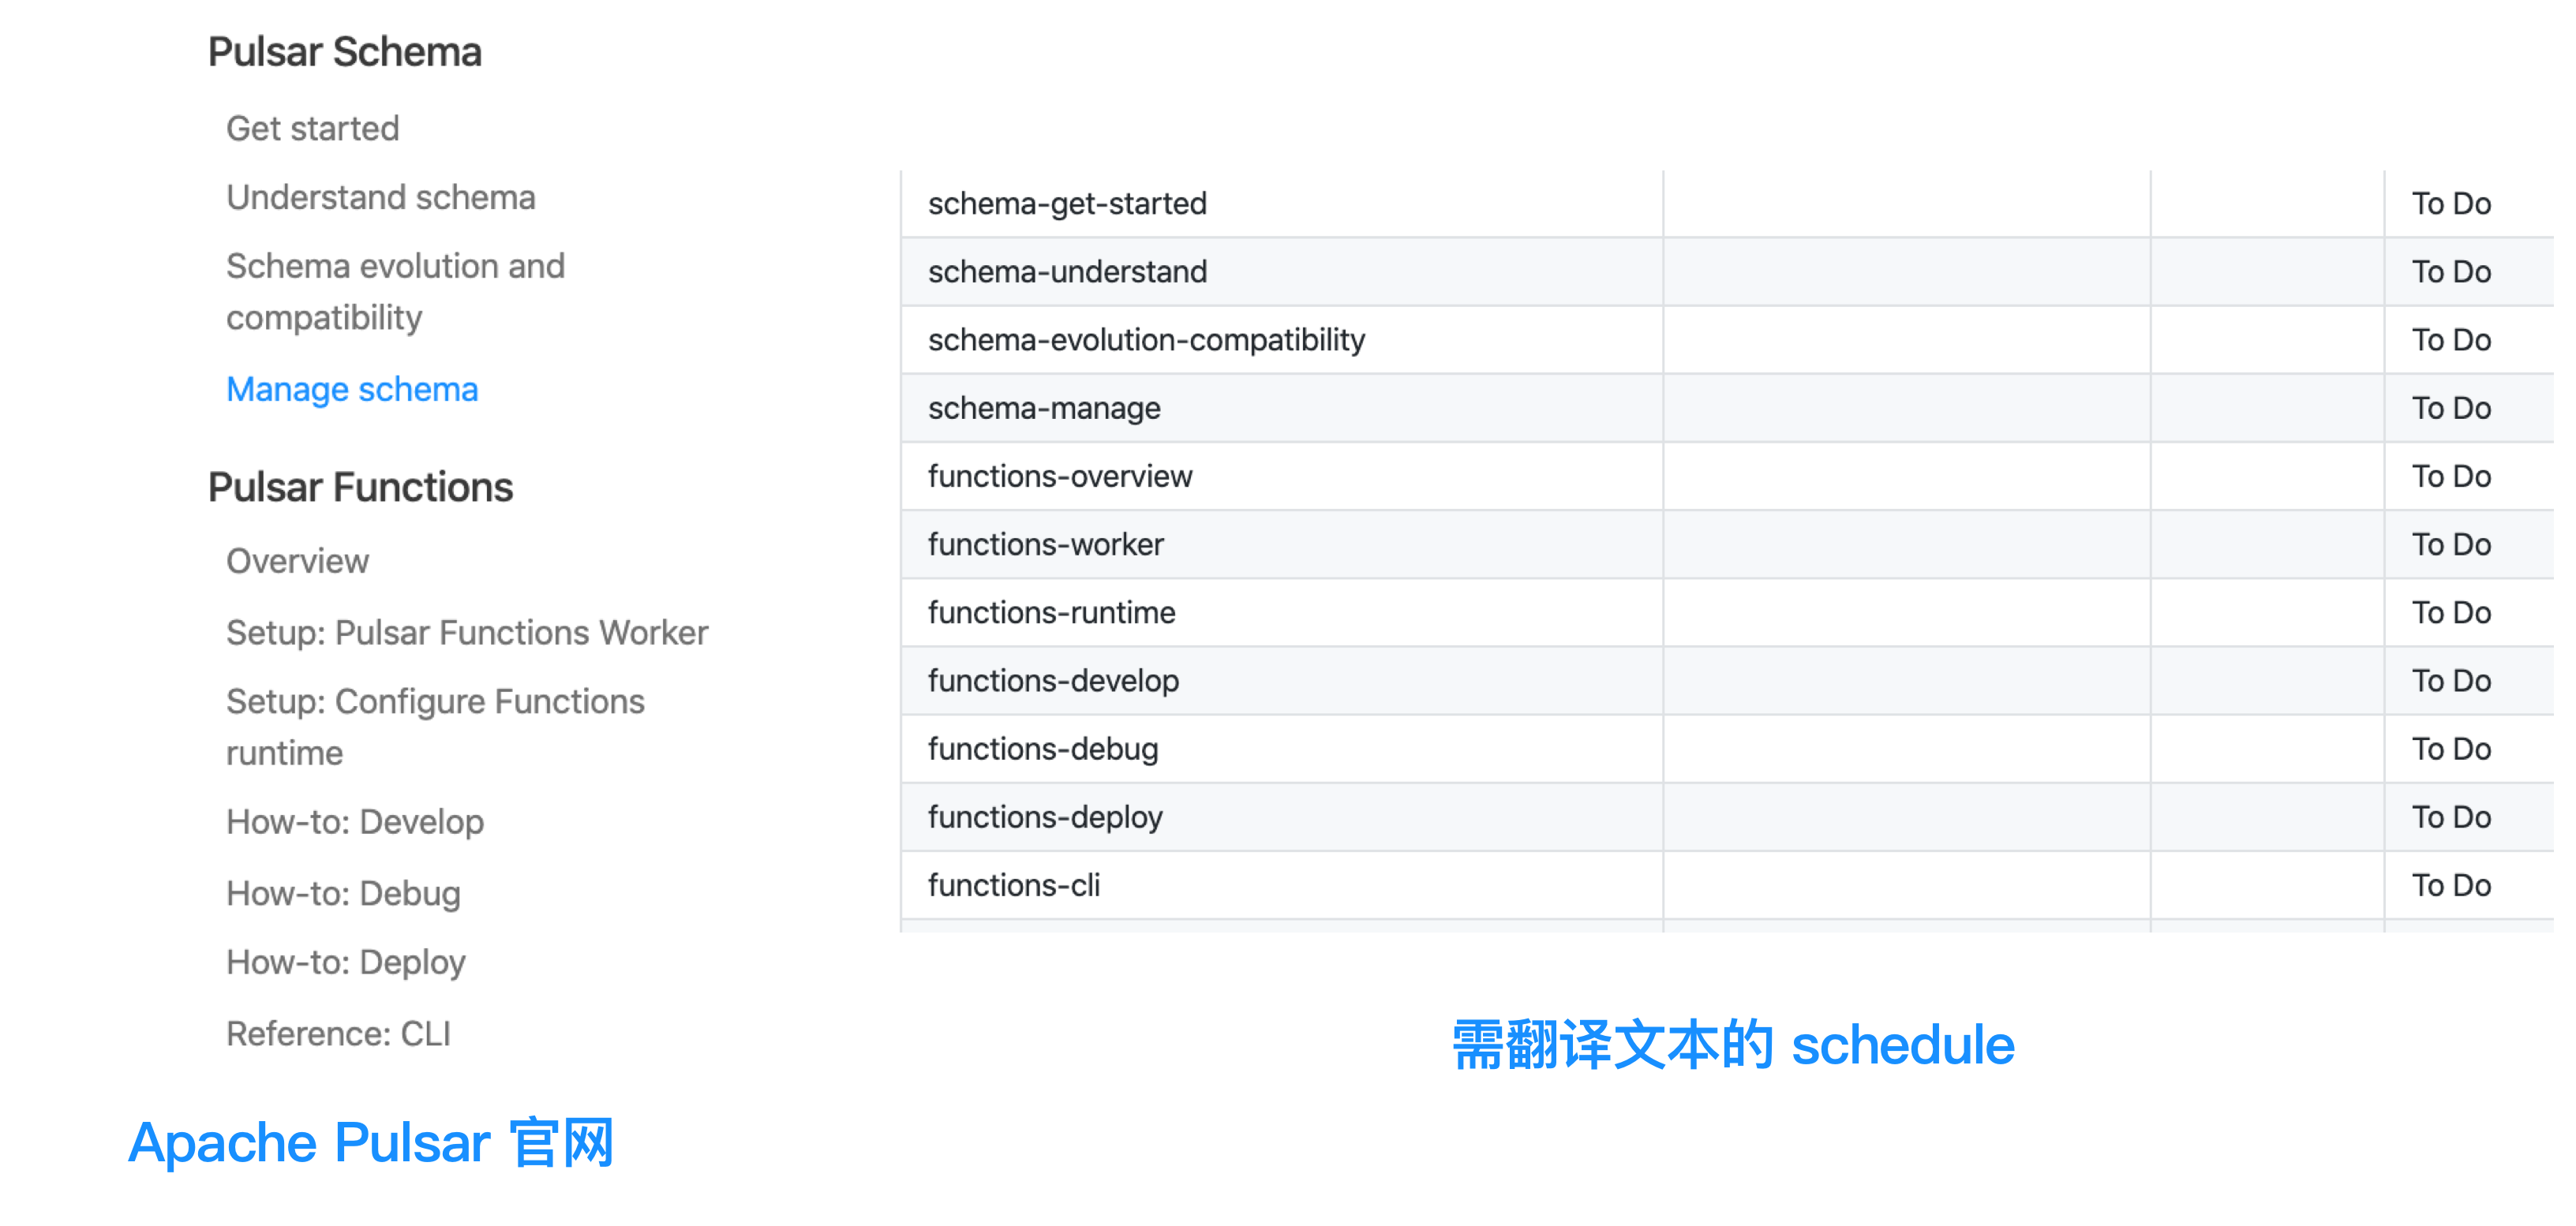 Pulsar Schema
Get started
Understand schema
Schema evolution and
compatibility
Manage schema
Pulsar Functions
Overview
Setup: Pulsar Functions Worker
Setup: Configure Functions
runtime
How-to: Develop
How-to: Debug
How-to: Deploy
Reference: CLI
Apache Pulsar 官网
schema-get-started To Do
schema-understand To Do
schema-evolution-compatibility To Do
schema-manage To Do
functions-overview To Do
functions-worker To Do
functions-runtime To Do
functions-develop To Do
functions-debug To Do
functions-deploy To Do
functions-cli To Do
需翻译文本的 schedule